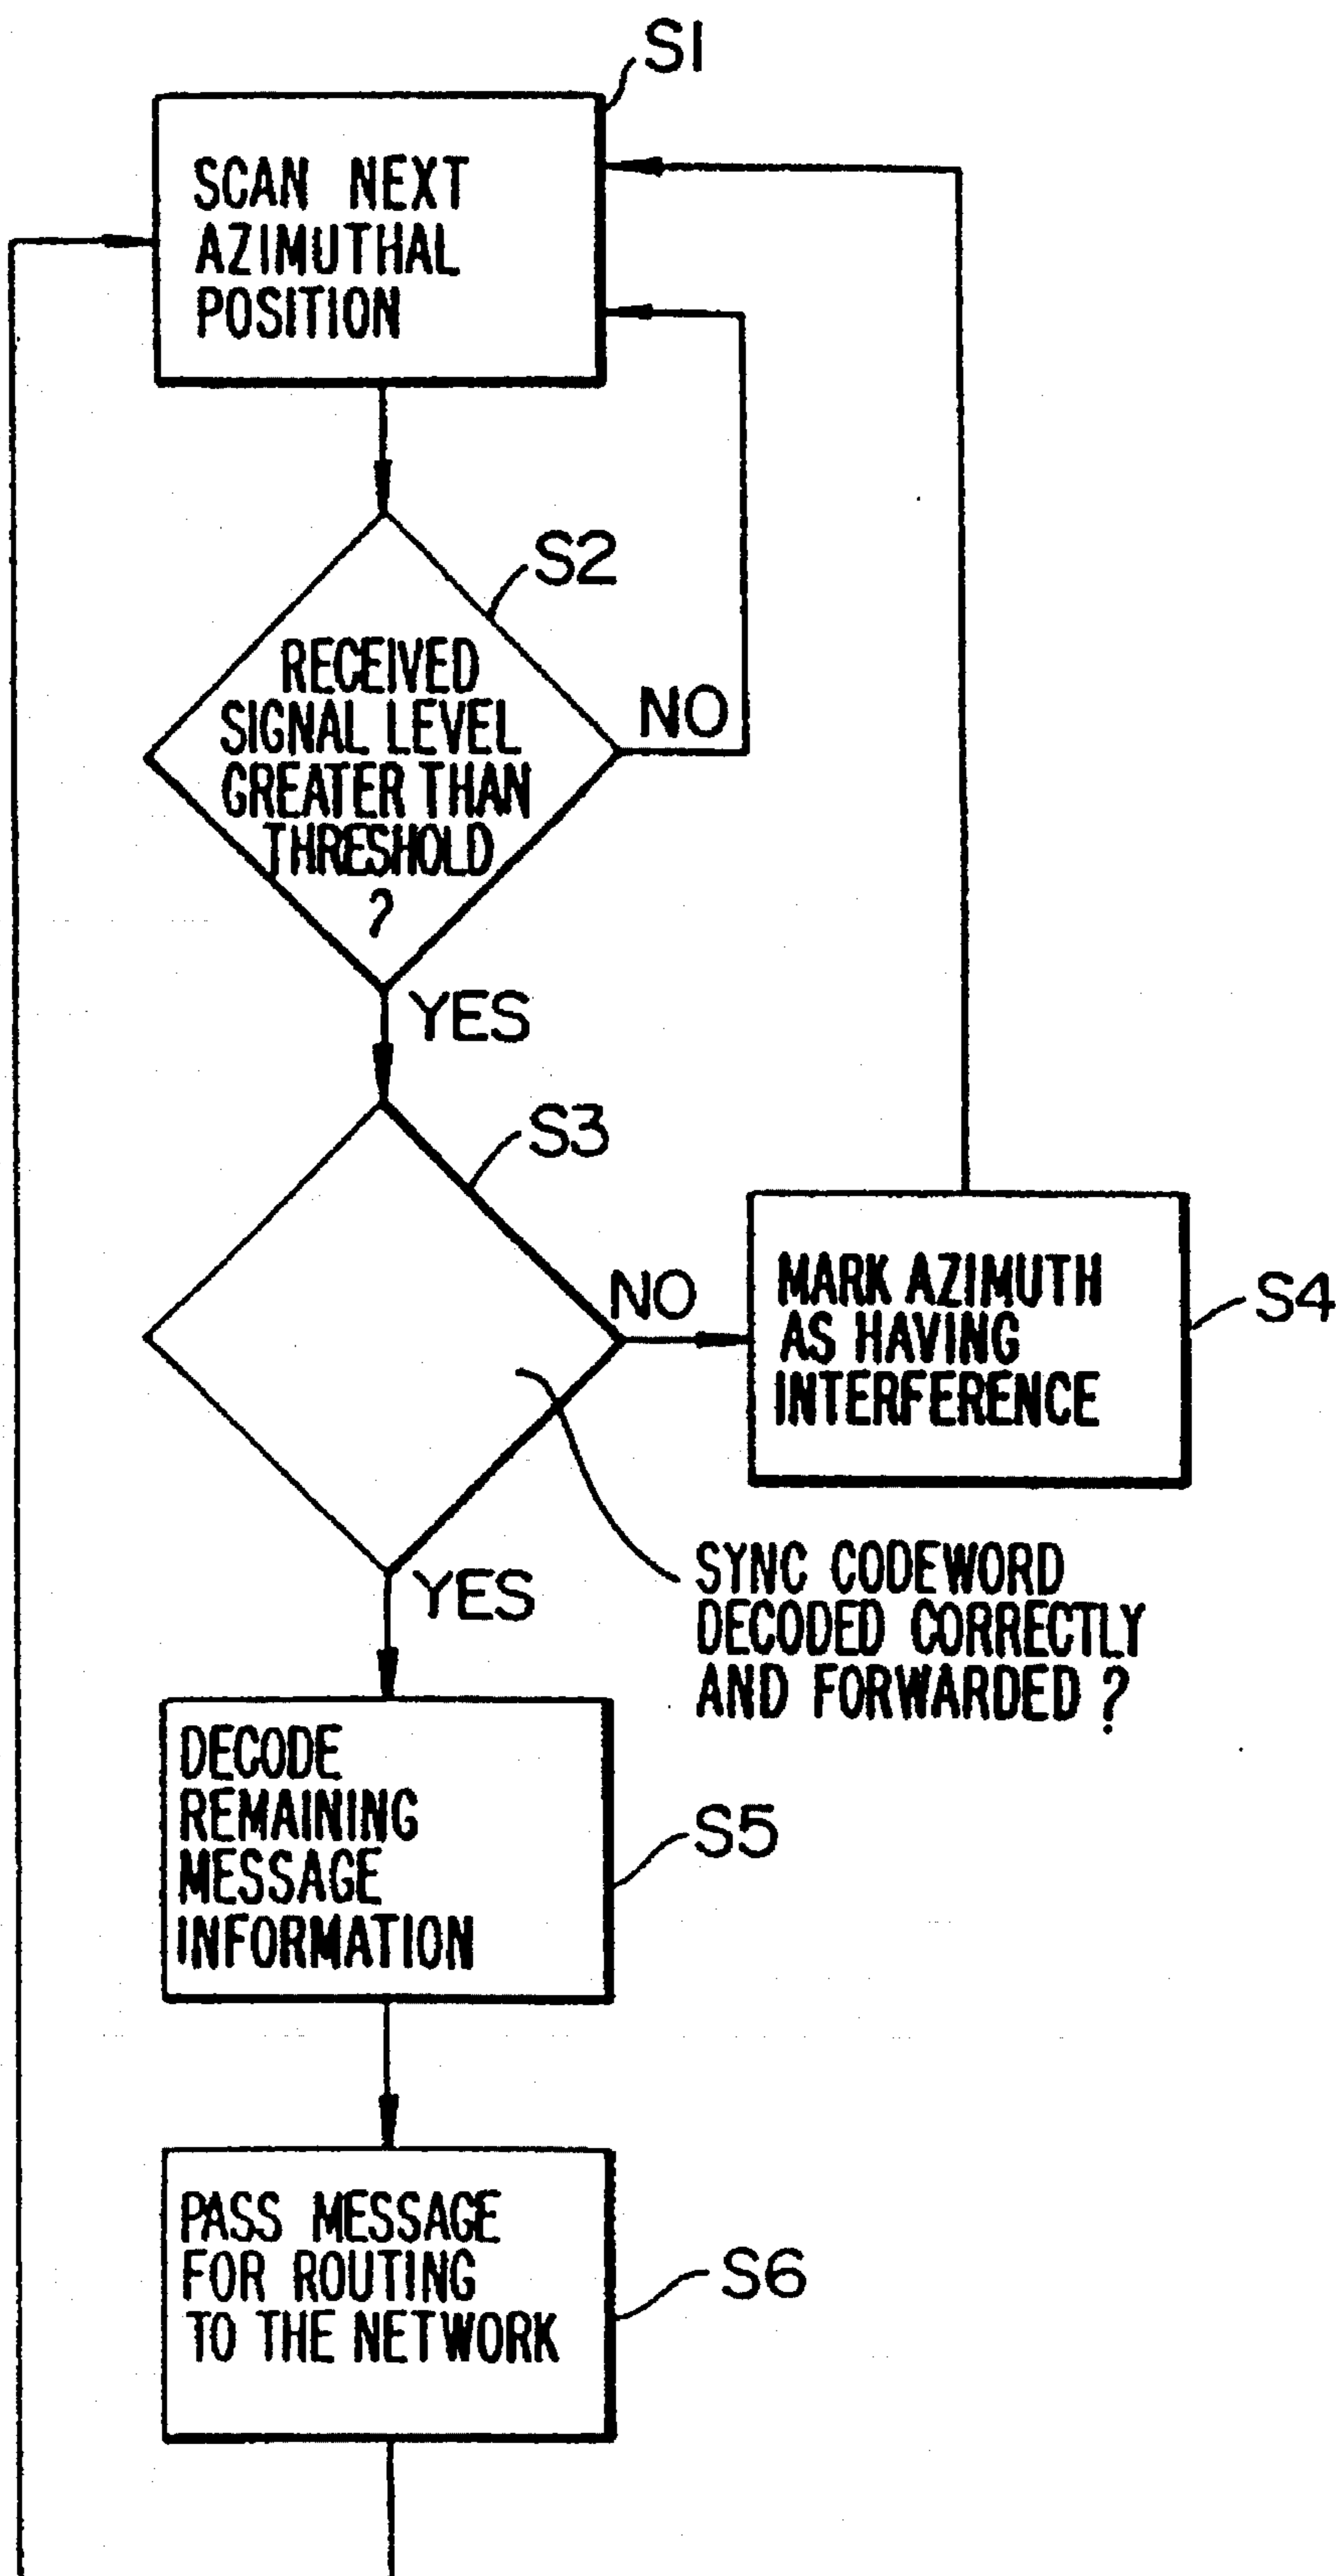 S1
SCAN NEXT
AZIMUTHAL
POSITION
S2
RECEIVED
SIGNAL LEVEL
GREATER THAN
THRESHOLD
?
NO
YES
S3
NO
MARK AZIMUTH
AS HAVING
INTERFERENCE
S4
SYNC CODEWORD
DECODED CORRECTLY
AND FORWARDED ?
YES
DECODE
REMAINING
MESSAGE
INFORMATION
S5
PASS MESSAGE
FOR ROUTING
TO THE NETWORK
S6